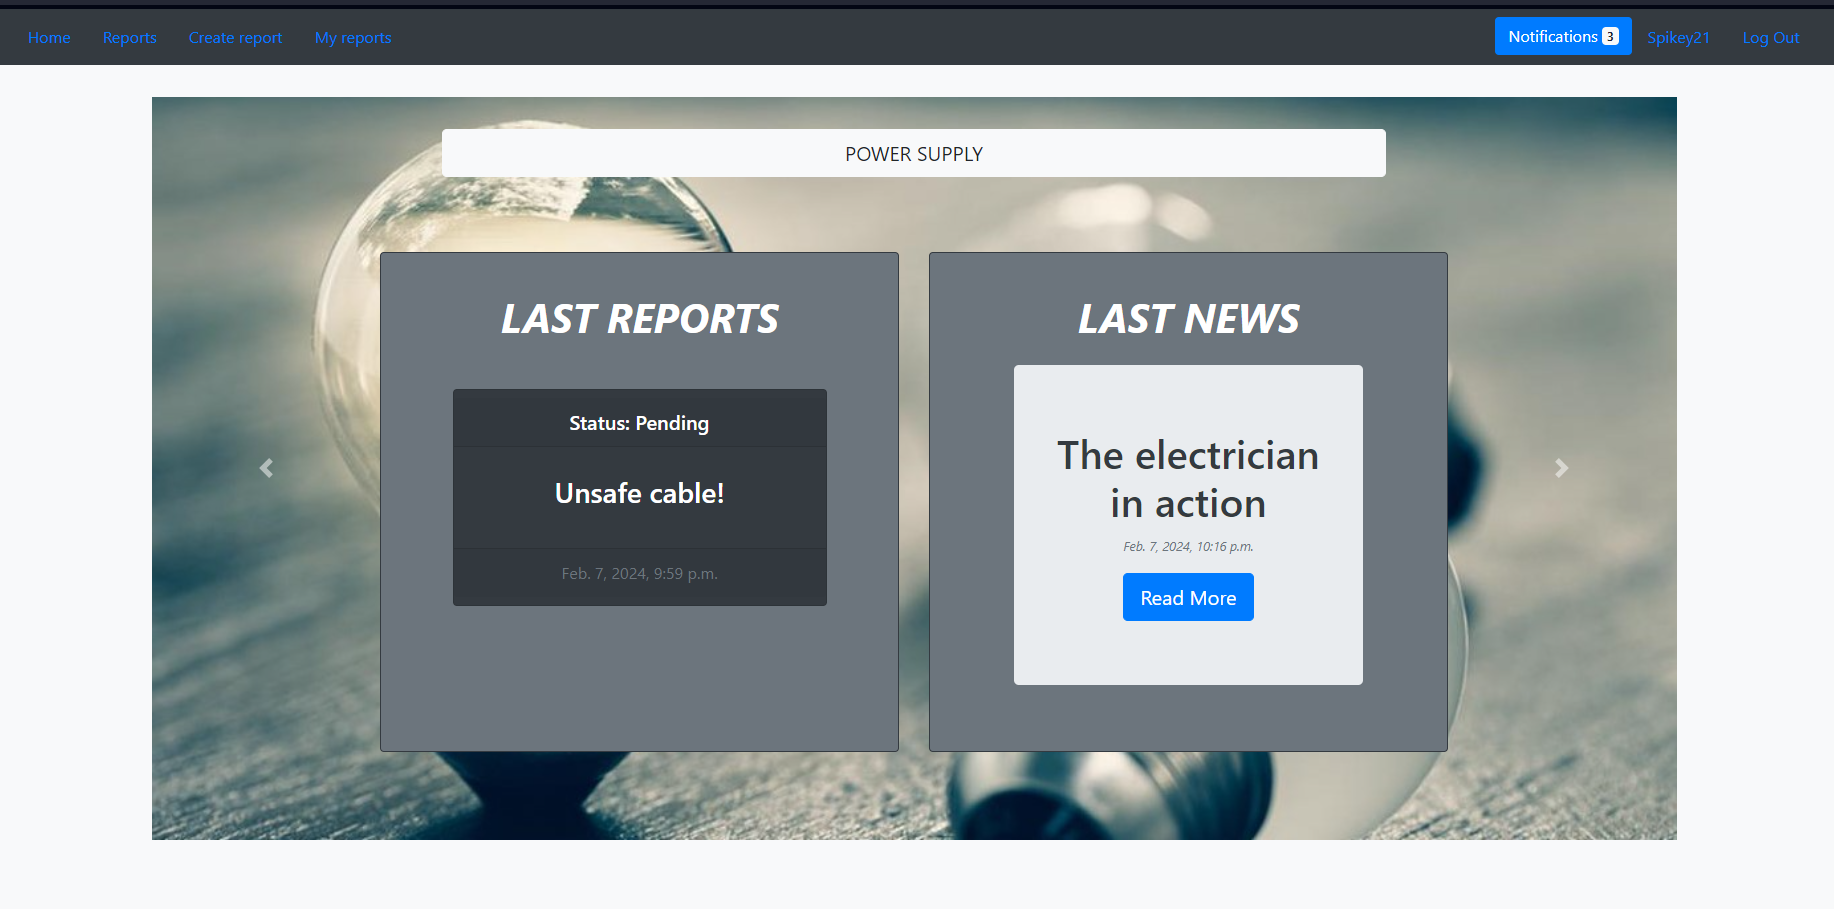 Home Reports Create report My reports Notifications 3 Spikey21 Log Out
POWER SUPPLY
LAST REPORTS
Status: Pending
Unsafe cable!
Feb. 7, 2024, 9:59 p.m.
LAST NEWS
The electrician
in action
Feb. 7, 2024, 10:16 p.m.
Read More